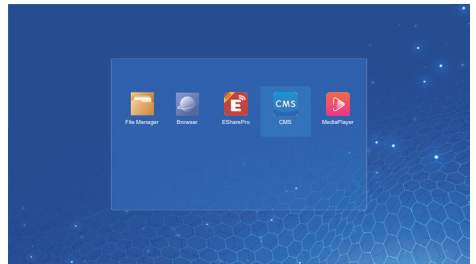 E
CMS
File Manager
Browser
ESharePro
CMS
MediaPlayer